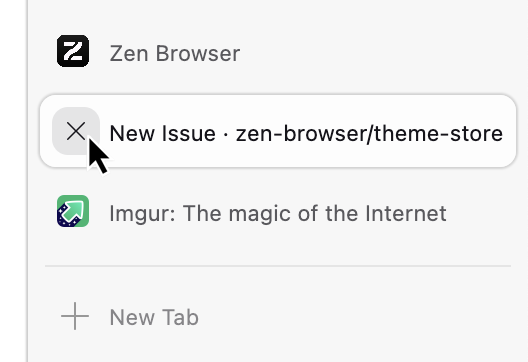 Zen Browser
New Issue · zen-browser/theme-store
Imgur: The magic of the Internet
New Tab